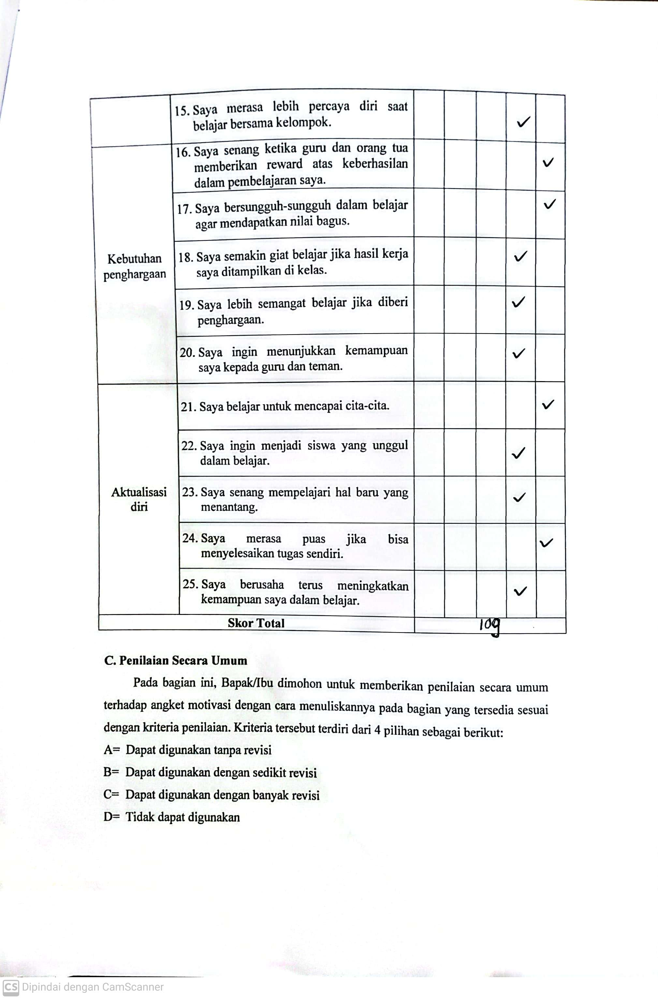 15. Saya merasa lebih percaya diri saat
belajar bersama kelompok.
✓
16. Saya senang ketika guru dan orang tua
memberikan reward atas keberhasilan
dalam pembelajaran saya.
✓
17. Saya bersungguh-sungguh dalam belajar
agar mendapatkan nilai bagus.
✓
Kebutuhan
penghargaan
18. Saya semakin giat belajar jika hasil kerja
saya ditampilkan di kelas.
✓
19. Saya lebih semangat belajar jika diberi
penghargaan.
✓
20. Saya ingin menunjukkan kemampuan
saya kepada guru dan teman.
✓
21. Saya belajar untuk mencapai cita-cita.
✓
22. Saya ingin menjadi siswa yang unggul
dalam belajar.
✓
Aktualisasi
diri
23. Saya senang mempelajari hal baru yang
menantang.
✓
24. Saya merasa puas jika bisa
menyelesaikan tugas sendiri.
✓
25. Saya berusaha terus meningkatkan
kemampuan saya dalam belajar.
✓
Skor Total 109
C. Penilaian Secara Umum
Pada bagian ini, Bapak/Ibu dimohon untuk memberikan penilaian secara umum
terhadap angket motivasi dengan cara menuliskannya pada bagian yang tersedia sesuai
dengan kriteria penilaian. Kriteria tersebut terdiri dari 4 pilihan sebagai berikut:
A= Dapat digunakan tanpa revisi
B= Dapat digunakan dengan sedikit revisi
C= Dapat digunakan dengan banyak revisi
D= Tidak dapat digunakan
CS Dipindai dengan CamScanner